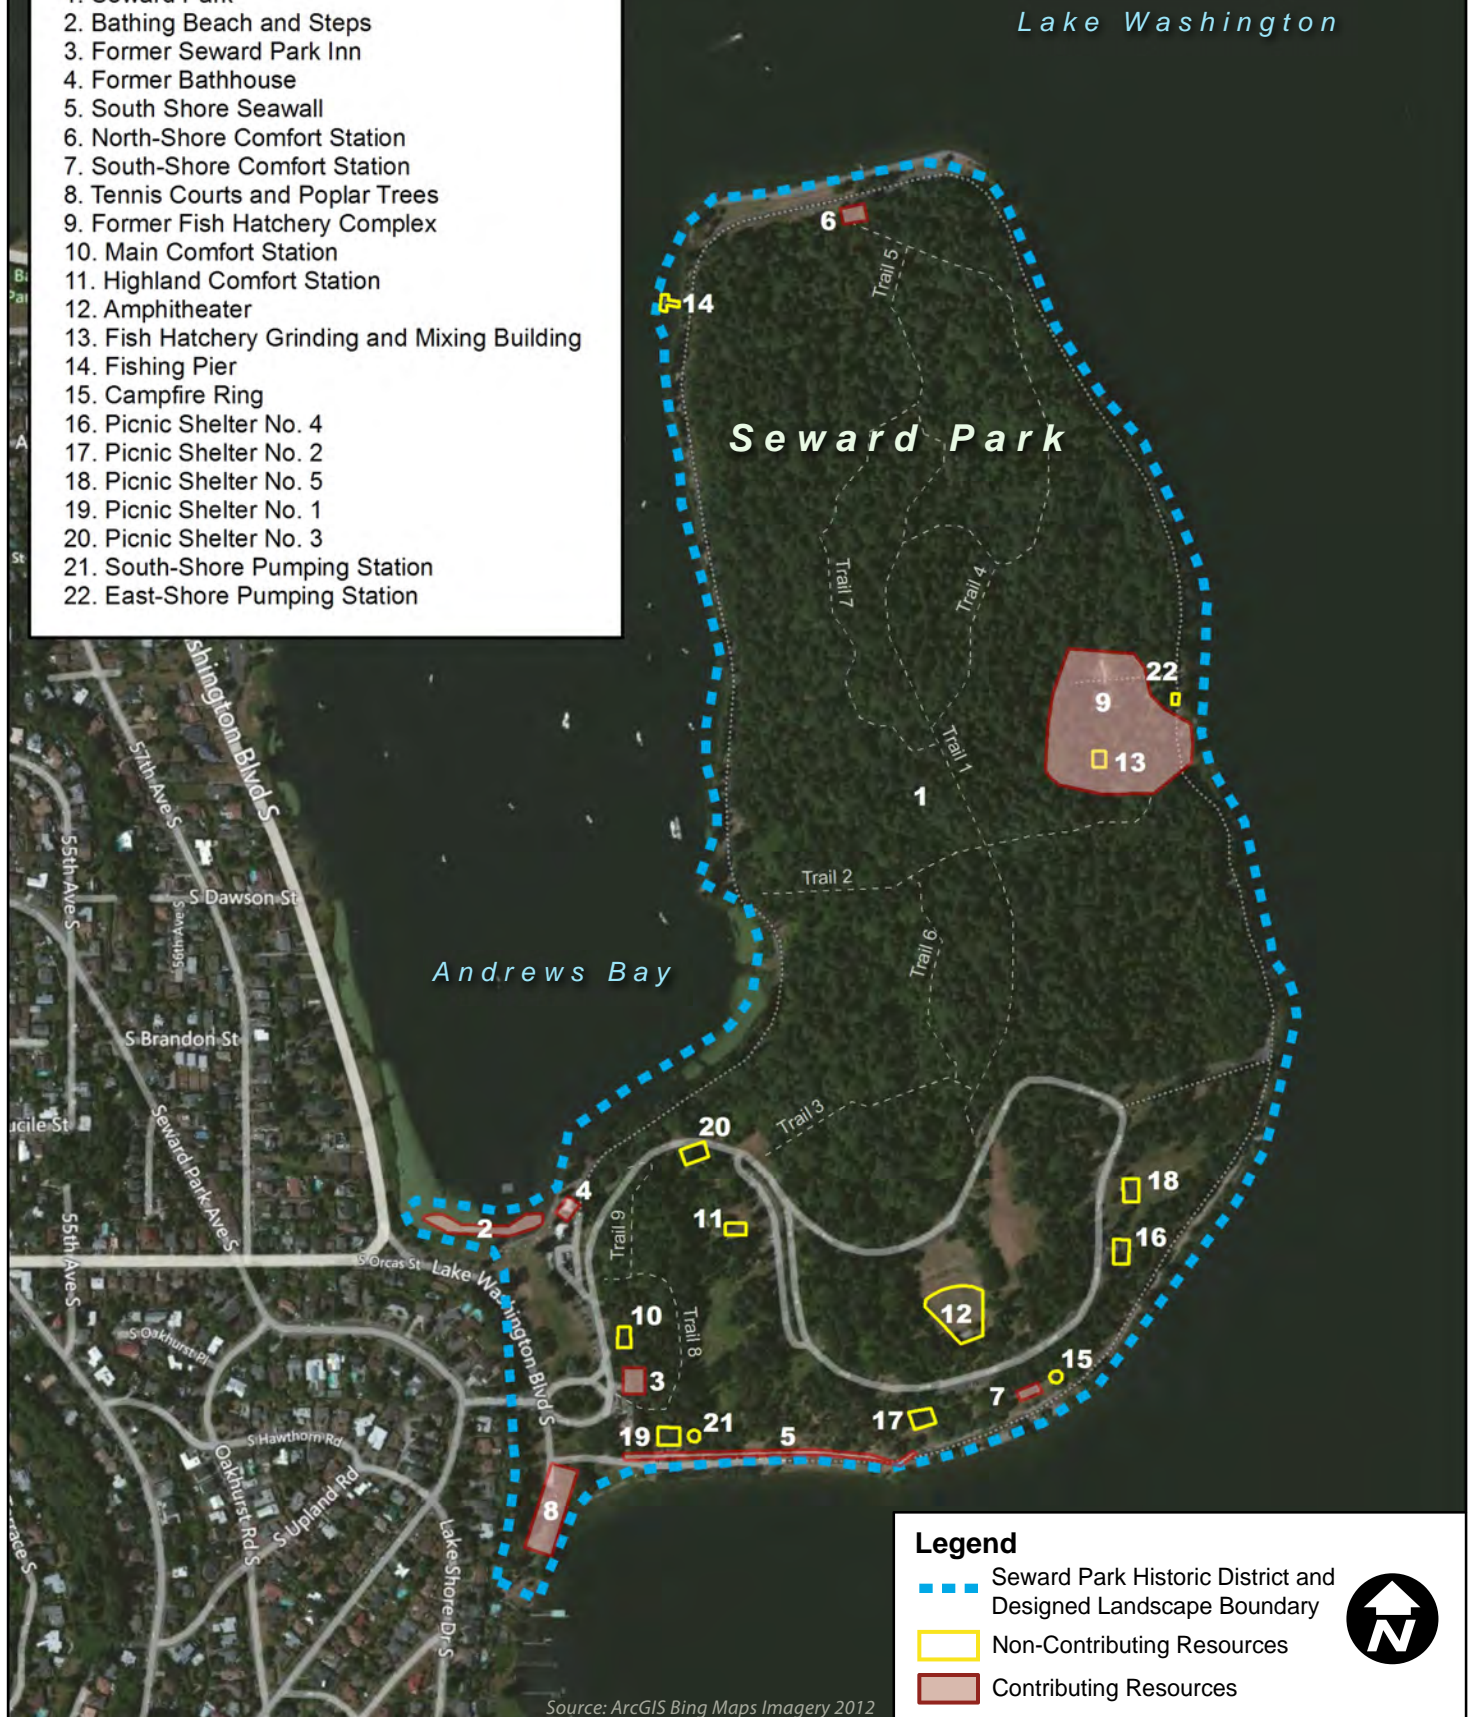 1. Seward Park
2. Bathing Beach and Steps
3. Former Seward Park Inn
4. Former Bathhouse
5. South Shore Seawall
6. North-Shore Comfort Station
7. South-Shore Comfort Station
8. Tennis Courts and Poplar Trees
9. Former Fish Hatchery Complex
10. Main Comfort Station
11. Highland Comfort Station
12. Amphitheater
13. Fish Hatchery Grinding and Mixing Building
14. Fishing Pier
15. Campfire Ring
16. Picnic Shelter No. 4
17. Picnic Shelter No. 2
18. Picnic Shelter No. 5
19. Picnic Shelter No. 1
20. Picnic Shelter No. 3
21. South-Shore Pumping Station
22. East-Shore Pumping Station
Lake Washington
6
Trail 5
14
Seward Park
Trail 7
Trail 4
22
9
13
Trail 1
1
Trail 2
Trail 6
Andrews Bay
57th Ave S
55th Ave S
S Dawson St
56th Ave S
S Brandon St
Seward Park Ave S
55th Ave S
S Orcas St
Lake Washington Blvd S
20
Trail 3
4
2
18
11
16
Trail 9
12
10
Trail 8
15
3
7
17
19
21
5
8
S Oakhurst Pl
S Hawthorn Rd
Oakhurst Rd S
S Upland Rd
Lake Shore Dr S
Legend
Seward Park Historic District and
Designed Landscape Boundary
Non-Contributing Resources
Contributing Resources
N
Source: ArcGIS Bing Maps Imagery 2012